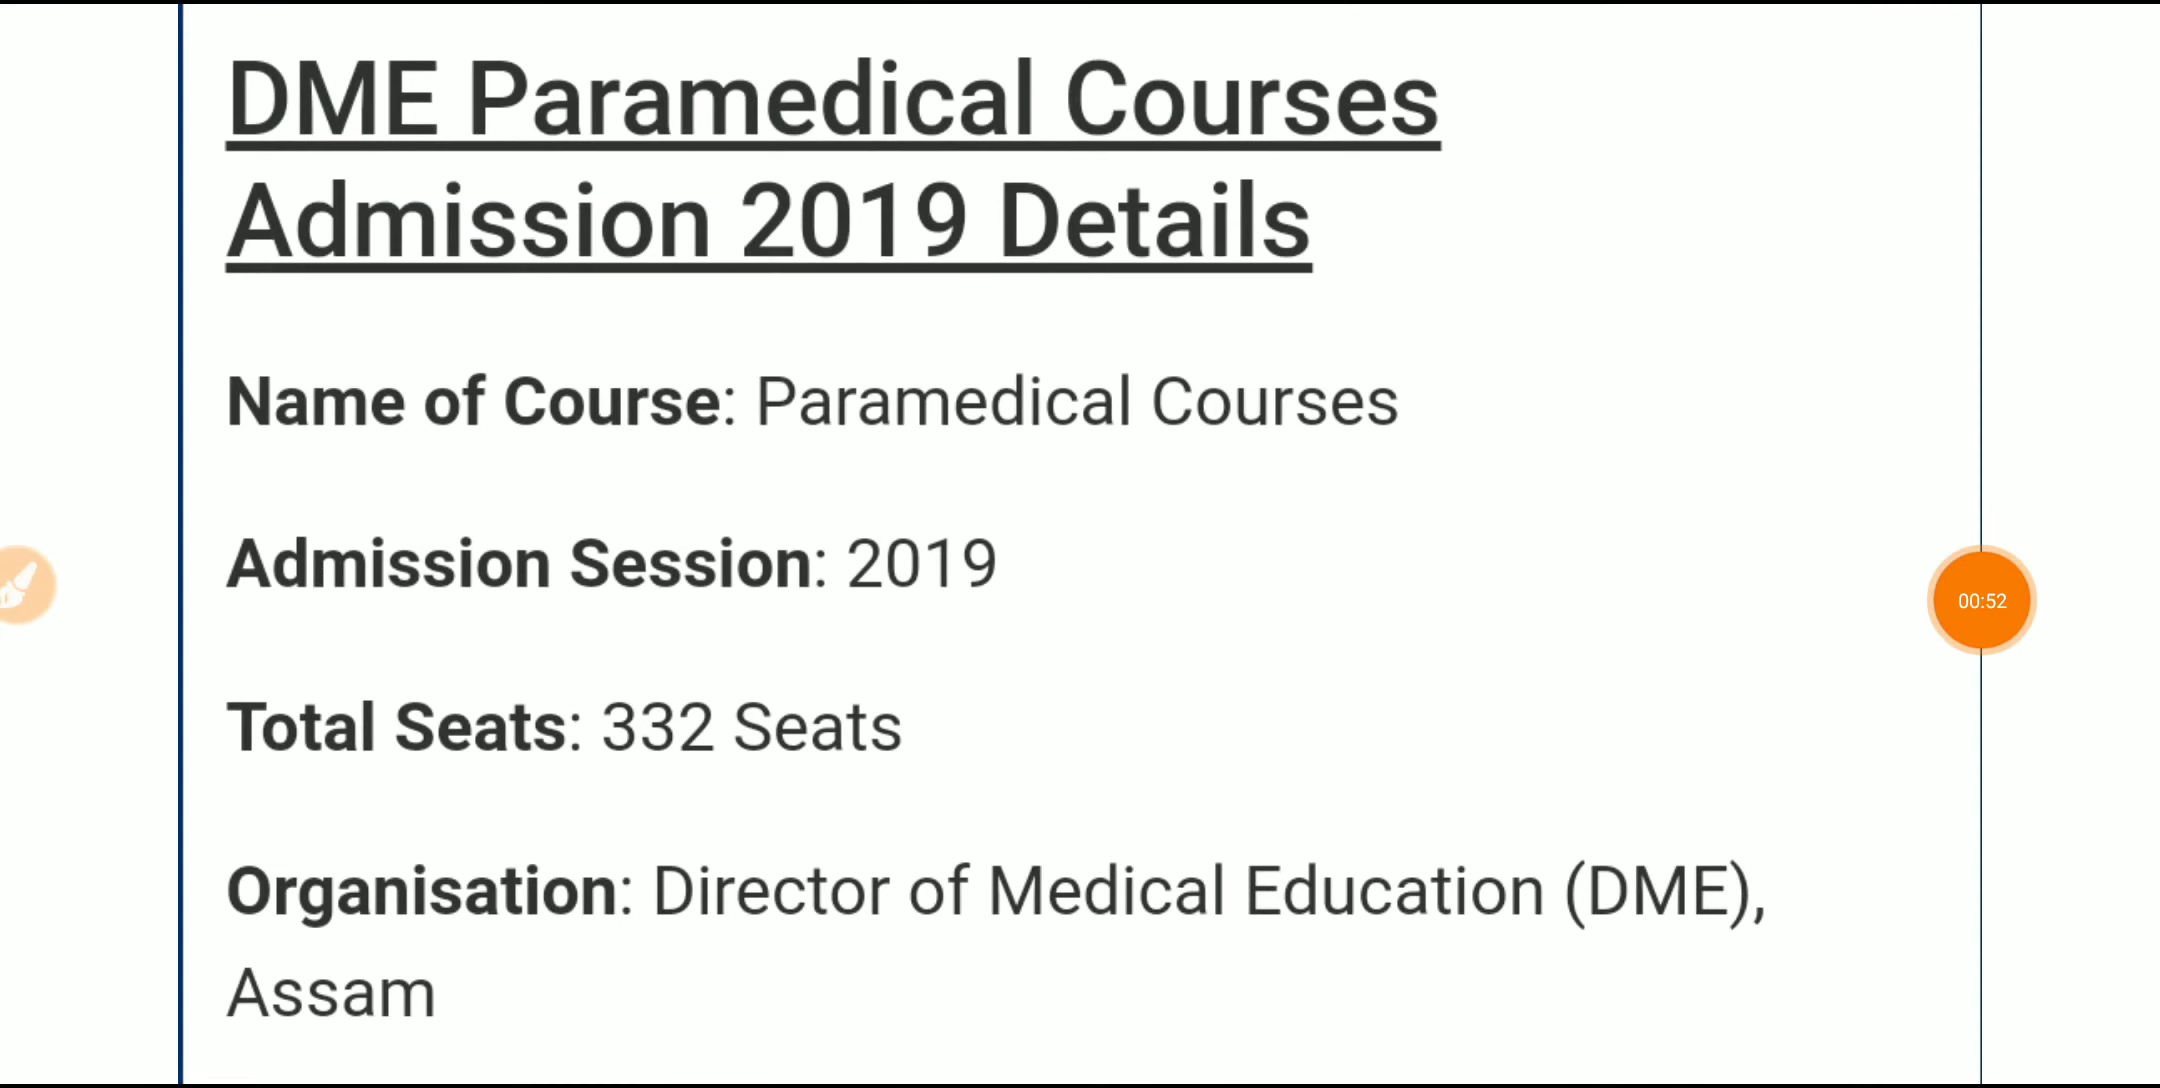 DME Paramedical Courses
Admission 2019 Details
Name of Course: Paramedical Courses
Admission Session: 2019
00:52
Total Seats: 332 Seats
Organisation: Director of Medical Education (DME),
Assam